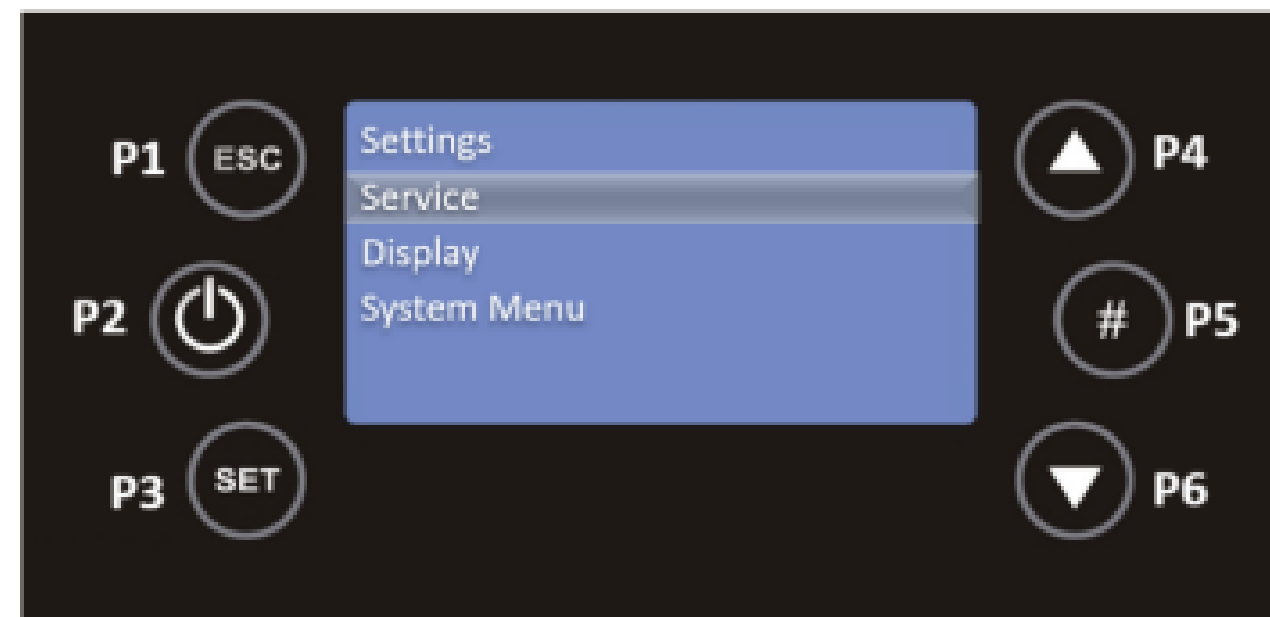 P1 ESC
Settings
Service
Display
System Menu
P4
P2
# P5
P3 SET
P6